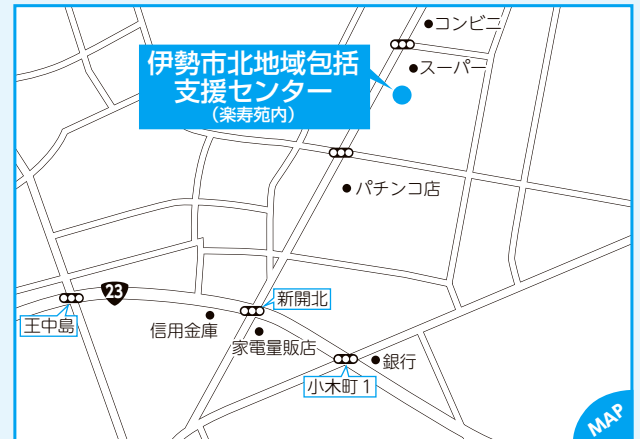 コンビニ
スーパー
伊勢市北地域包括
支援センター
（楽寿苑内）
パチンコ店
23
新開北
王中島
信用金庫
家電量販店
銀行
小木町1
MAP